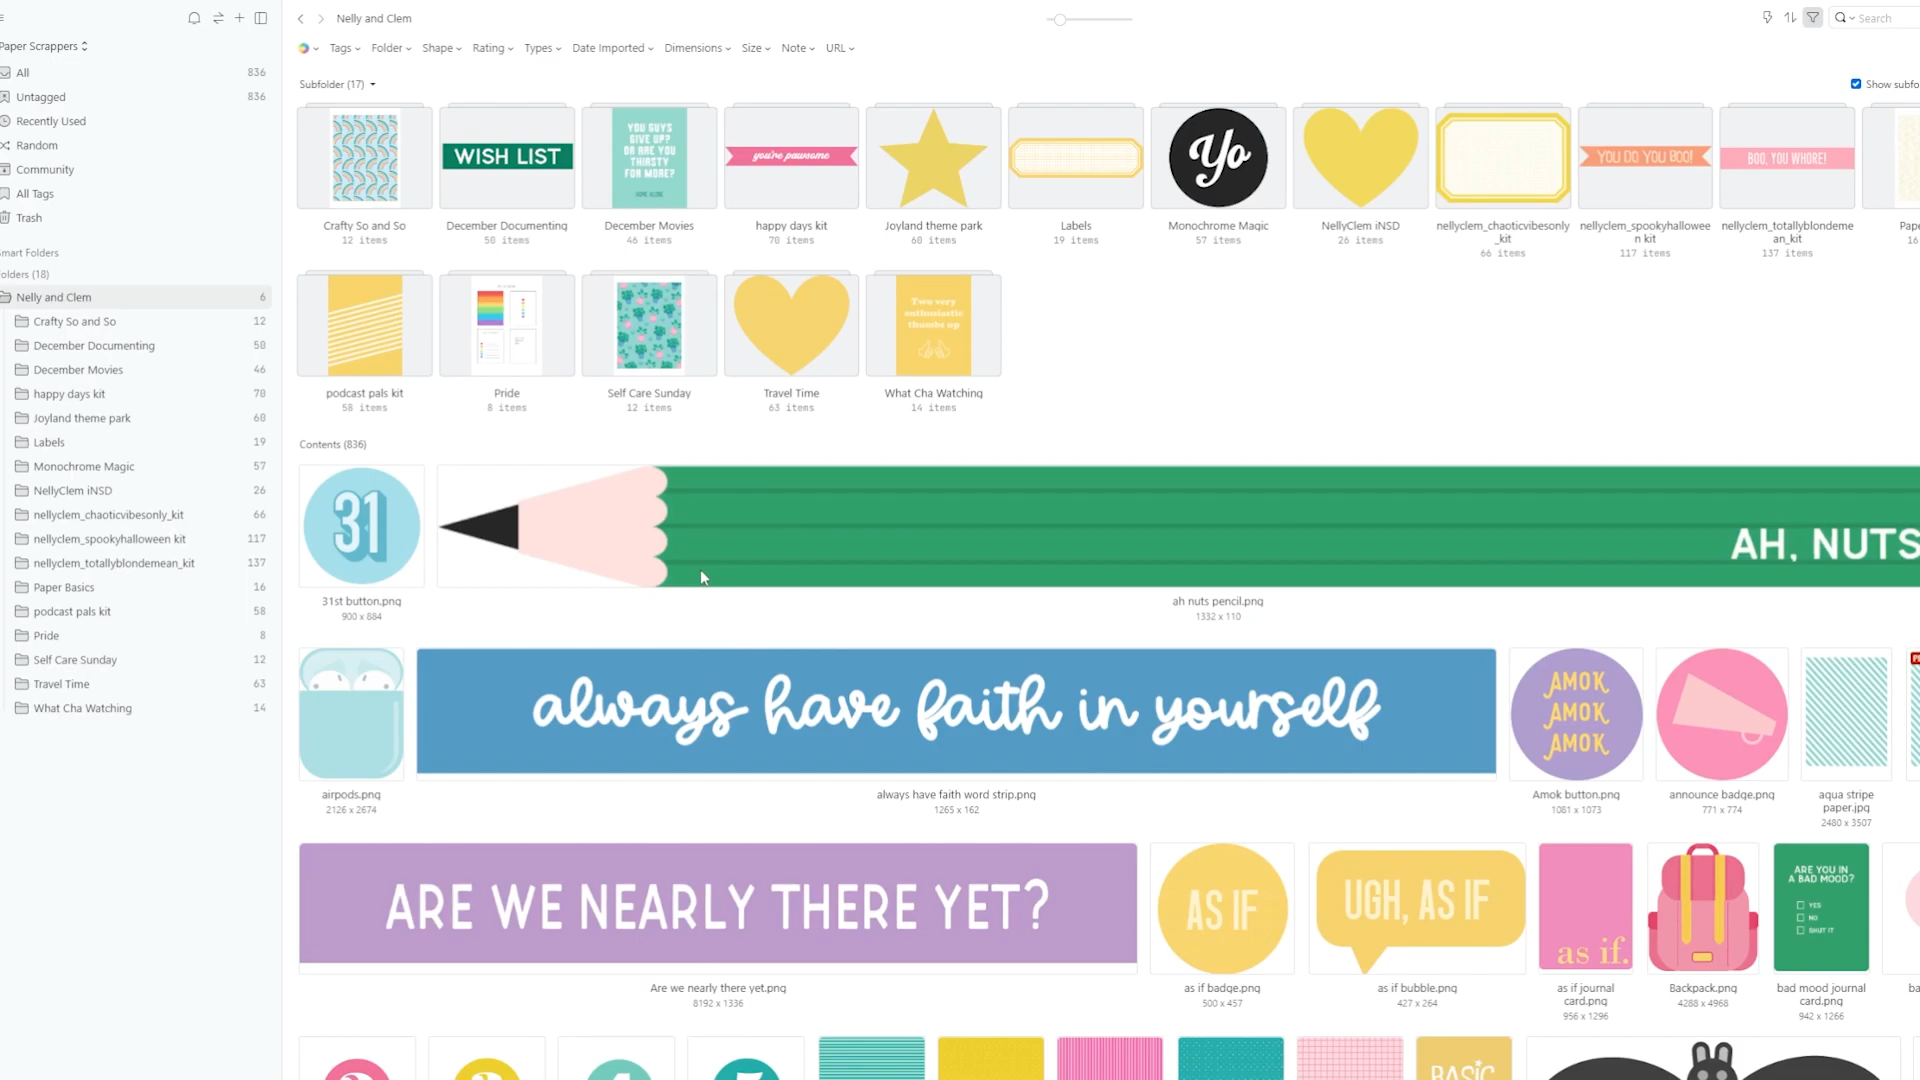 Nelly and Clem
Search
Paper Scrappers
Tags
Folder
Shape
Rating
Types
Date Imported
Dimensions
Size
Note
URL
All 836
Untagged 836
Recently Used
Random
Community
All Tags
Trash
Smart Folders
Folders (18)
Nelly and Clem 6
Crafty So and So 12
December Documenting 50
December Movies 46
happy days kit 70
Joyland theme park 60
Labels 19
Monochrome Magic 57
NellyClem iNSD 26
nellyclem_chaoticvibesonly_kit 66
nellyclem_spookyhalloween kit 117
nellyclem_totallyblondemean_kit 137
Paper Basics 16
podcast pals kit 58
Pride 8
Self Care Sunday 12
Travel Time 63
What Cha Watching 14
Subfolder (17)
Show subfo
WISH LIST
YOU GUYS
GIVE UP?
OR ARE YOU
THIRSTY
FOR MORE?
HOME ALONE
you're pawsome
Yo
YOU DO YOU BOO!
BOO, YOU WHORE!
Crafty So and So
12 items
December Documenting
50 items
December Movies
46 items
happy days kit
70 items
Joyland theme park
60 items
Labels
19 items
Monochrome Magic
57 items
NellyClem iNSD
26 items
nellyclem_chaoticvibesonly
_kit
66 items
nellyclem_spookyhallowee
n kit
117 items
nellyclem_totallyblondeme
an_kit
137 items
Pape
16
Two very
enthusiastic
thumbs up
podcast pals kit
58 items
Pride
8 items
Self Care Sunday
12 items
Travel Time
63 items
What Cha Watching
14 items
Contents (836)
31
AH, NUTS
31st button.png
900 x 884
ah nuts pencil.png
1332 x 110
always have faith in yourself
AMOK
AMOK
AMOK
airpods.png
2126 x 2674
always have faith word strip.png
1265 x 162
Amok button.png
1081 x 1073
announce badge.png
771 x 774
aqua stripe
paper.jpg
2480 x 3507
ARE WE NEARLY THERE YET?
AS IF
UGH, AS IF
as if.
ARE YOU IN
A BAD MOOD?
YES
NO
SHUT IT
Are we nearly there yet.png
8192 x 1336
as if badge.png
500 x 457
as if bubble.png
427 x 264
as if journal
card.png
956 x 1296
Backpack.png
4288 x 4968
bad mood journal
card.png
942 x 1266
ba
BASIC